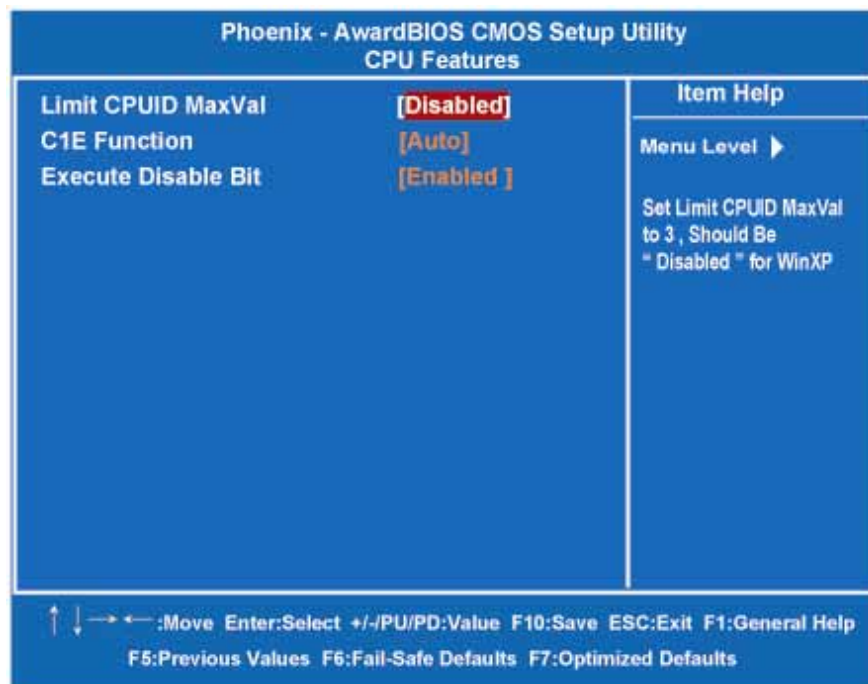 Phoenix - AwardBIOS CMOS Setup Utility
CPU Features
Limit CPUID MaxVal [Disabled]
C1E Function [Auto]
Execute Disable Bit [Enabled ]
Item Help
Menu Level ▶
Set Limit CPUID MaxVal
to 3 , Should Be
" Disabled " for WinXP
↑ ↓ → ← :Move Enter:Select +/-/PU/PD:Value F10:Save ESC:Exit F1:General Help
F5:Previous Values F6:Fail-Safe Defaults F7:Optimized Defaults